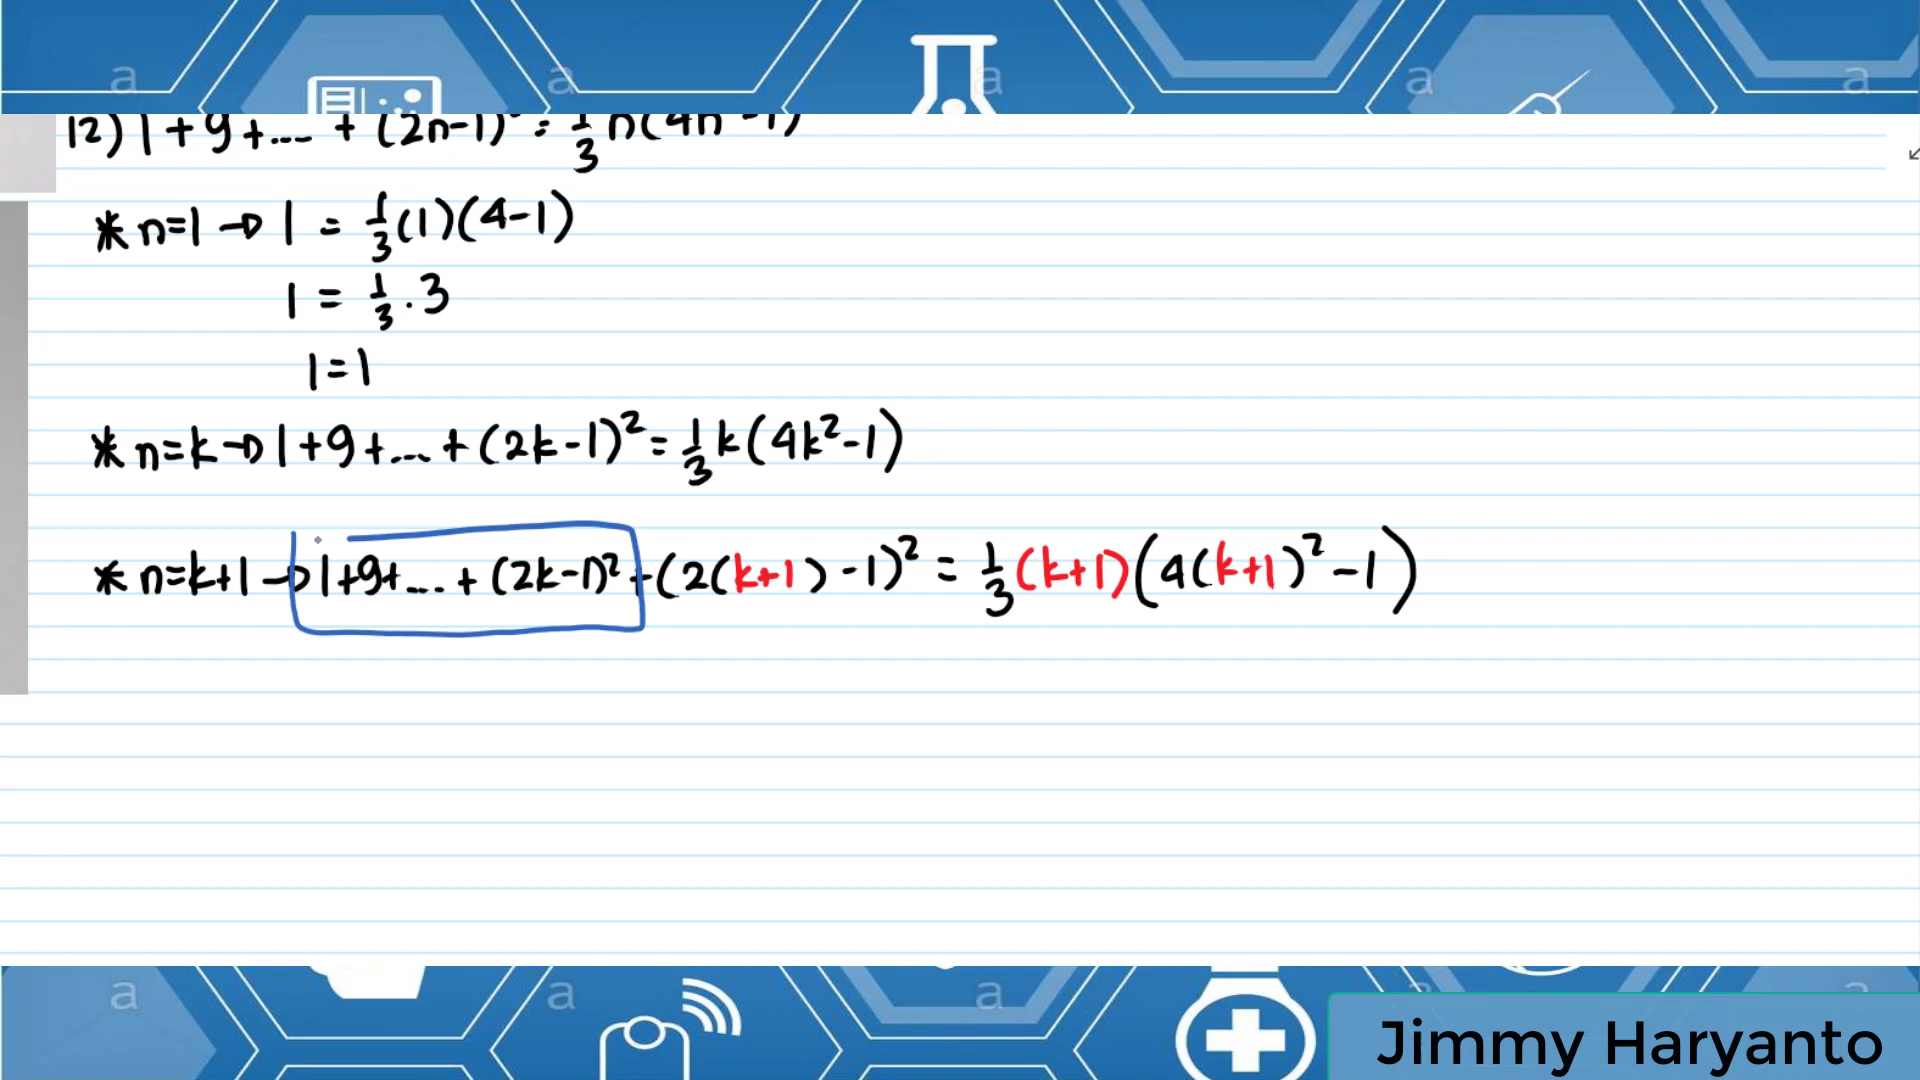 12) 1+9+.... + (2n-1)² = 1/3 n(4n²-1)
* n=1 → 1 = 1/3 (1)(4-1)
1 = 1/3 . 3
1=1
* n=k → 1+9+.... + (2k-1)² = 1/3 k(4k²-1)
* n=k+1 → 1+9+.... + (2k-1)² + (2(k+1) -1)² = 1/3 (k+1)(4(k+1)² -1)
Jimmy Haryanto